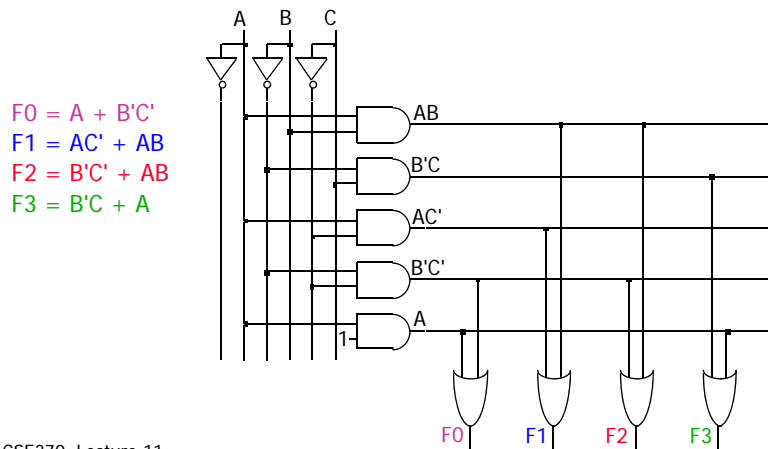 A B C
F0 = A + B'C'
F1 = AC' + AB
F2 = B'C' + AB
F3 = B'C + A
AB
B'C
AC'
B'C'
A
1
F0 F1 F2 F3